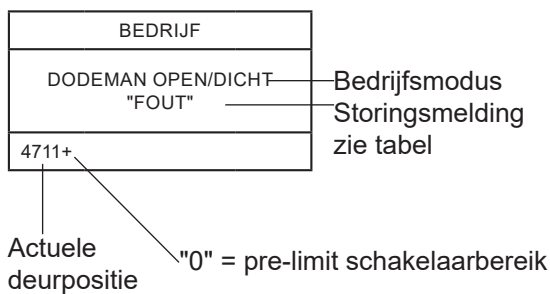 BEDRIJF
DODEMAN OPEN/DICHT
"FOUT"
4711+
Bedrijfsmodus
Storingsmelding
zie tabel
Actuele
deurpositie
"0" = pre-limit schakelaarbereik